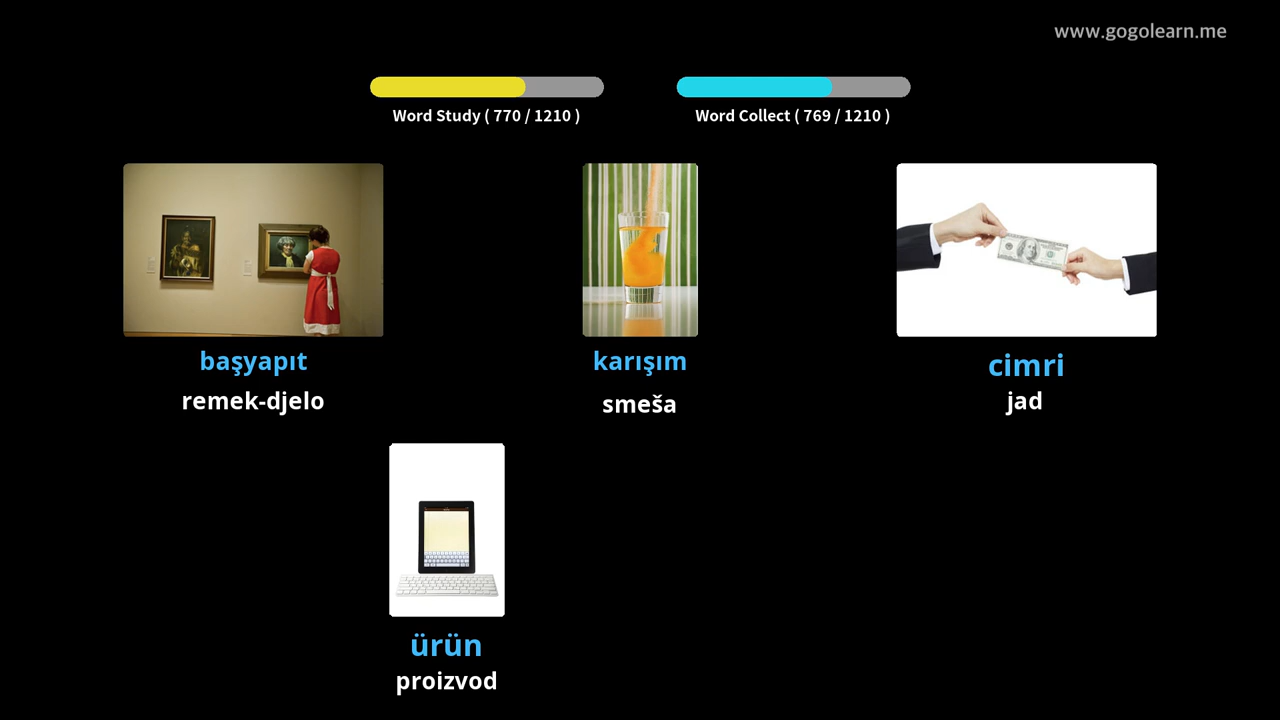 www.gogolearn.me
Word Study ( 770 / 1210 )
Word Collect ( 769 / 1210 )
başyapıt
remek-djelo
karışım
smeša
cimri
jad
ürün
proizvod